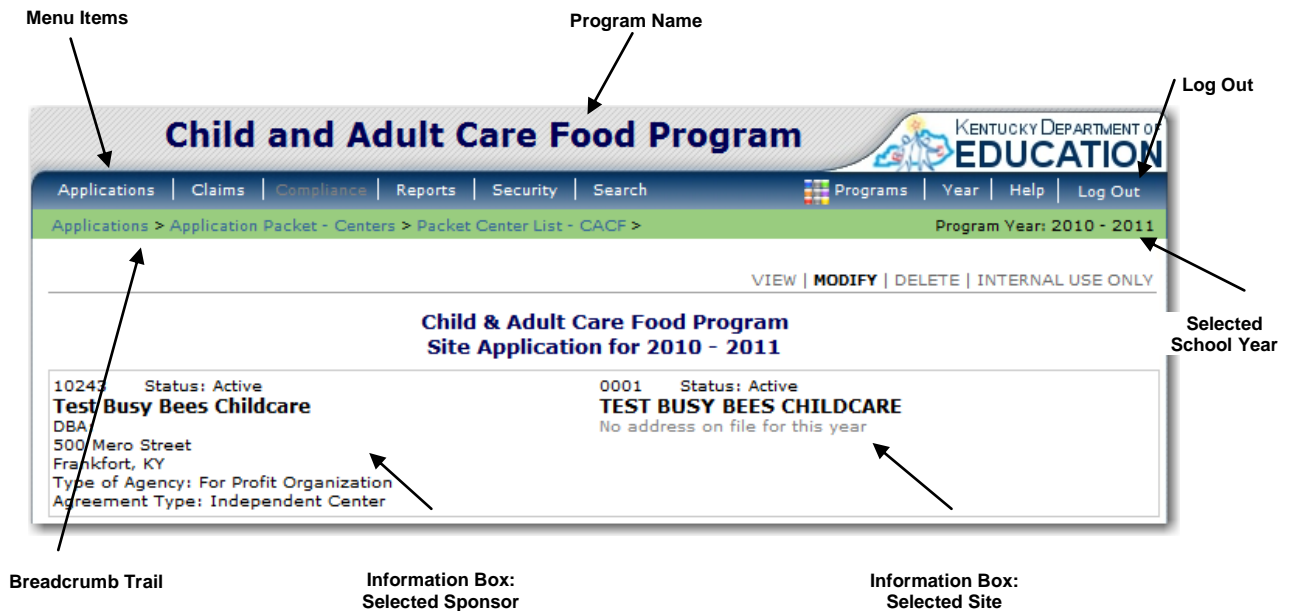 Menu Items
Program Name
Log Out
Child and Adult Care Food Program
KENTUCKY DEPARTMENT OF
EDUCATION
Applications | Claims | Compliance | Reports | Security | Search Programs | Year | Help | Log Out
Applications > Application Packet - Centers > Packet Center List - CACF > Program Year: 2010 - 2011
VIEW | MODIFY | DELETE | INTERNAL USE ONLY
Child & Adult Care Food Program
Site Application for 2010 - 2011
Selected
School Year
10243 Status: Active
Test Busy Bees Childcare
DBA:
500 Mero Street
Frankfort, KY
Type of Agency: For Profit Organization
Agreement Type: Independent Center
0001 Status: Active
TEST BUSY BEES CHILDCARE
No address on file for this year
Breadcrumb Trail
Information Box:
Selected Sponsor
Information Box:
Selected Site